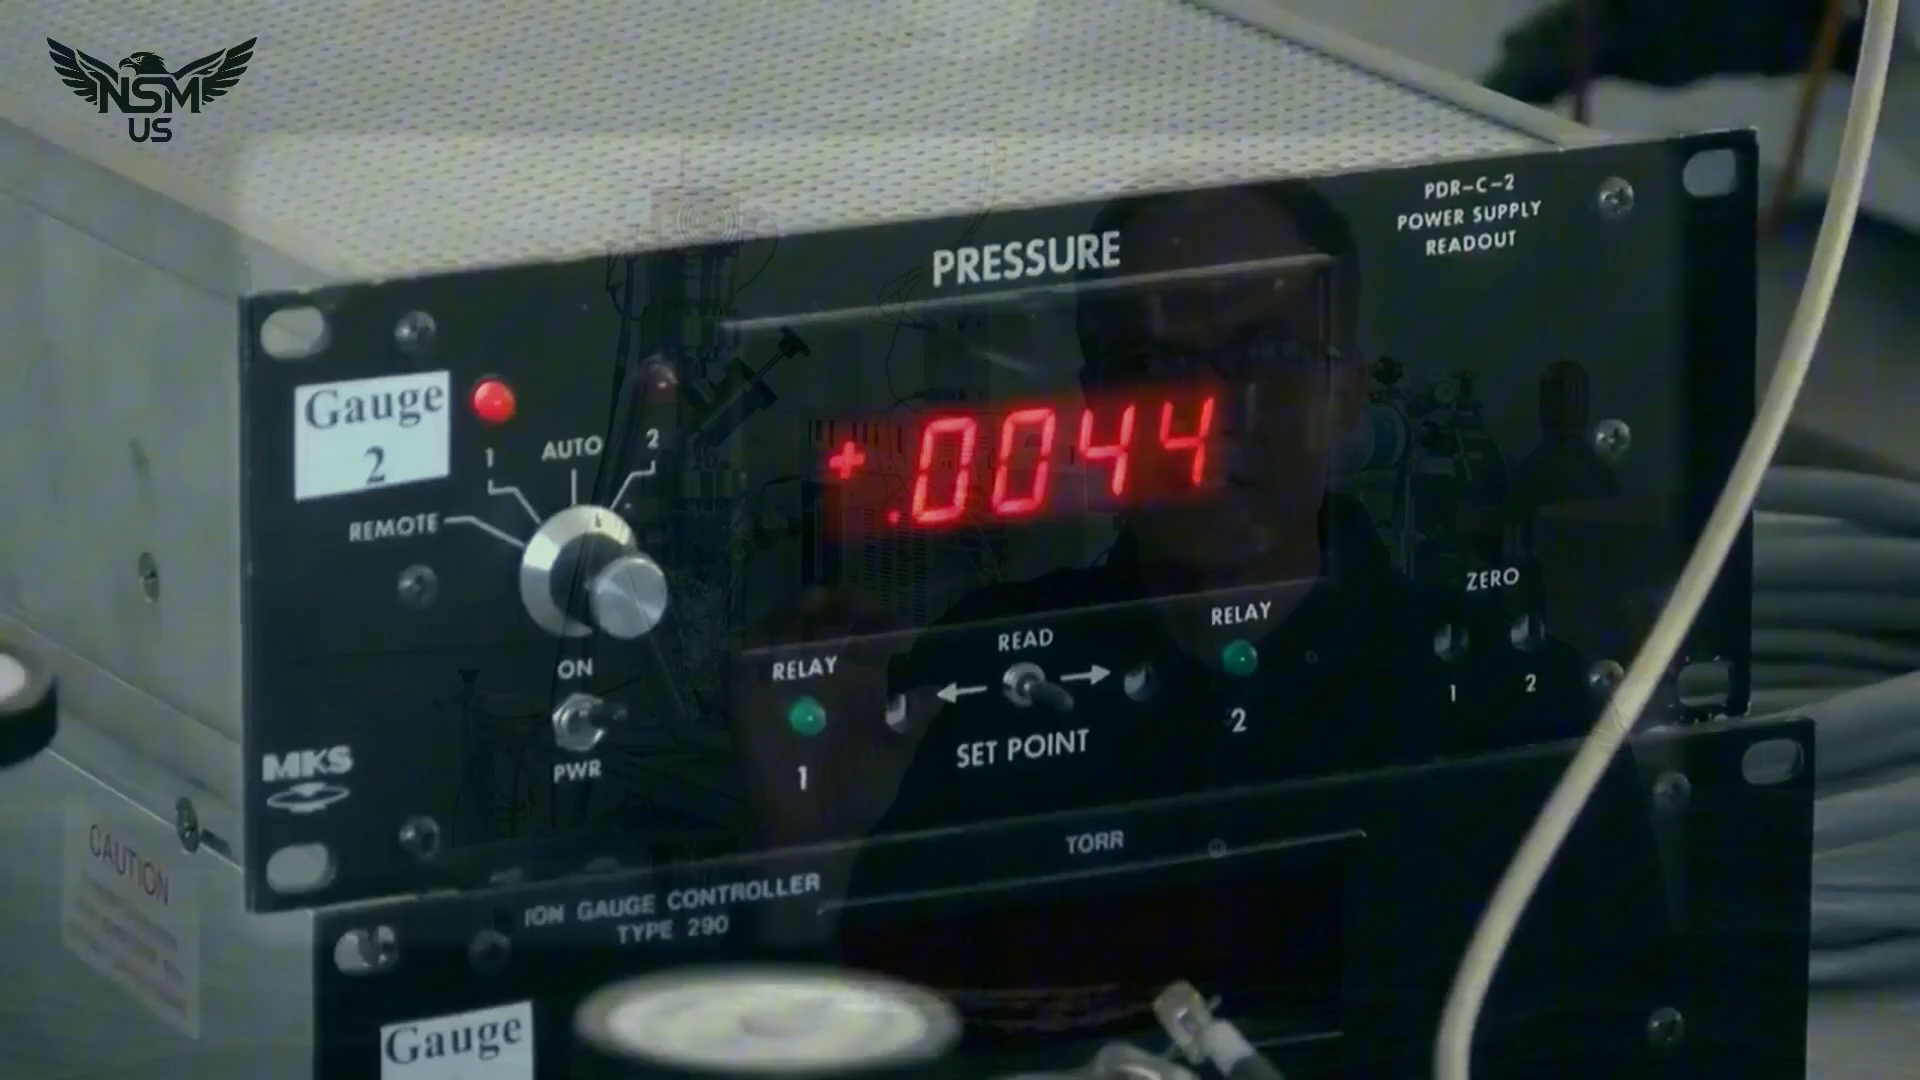 NSM
US
PDR-C-2
POWER SUPPLY
READOUT
PRESSURE
Gauge
2
1
AUTO
2
REMOTE
+.0044
ZERO
1
2
ON
PWR
RELAY
1
READ
SET POINT
RELAY
2
MKS
CAUTION
TORR
ION GAUGE CONTROLLER
TYPE 290
Gauge